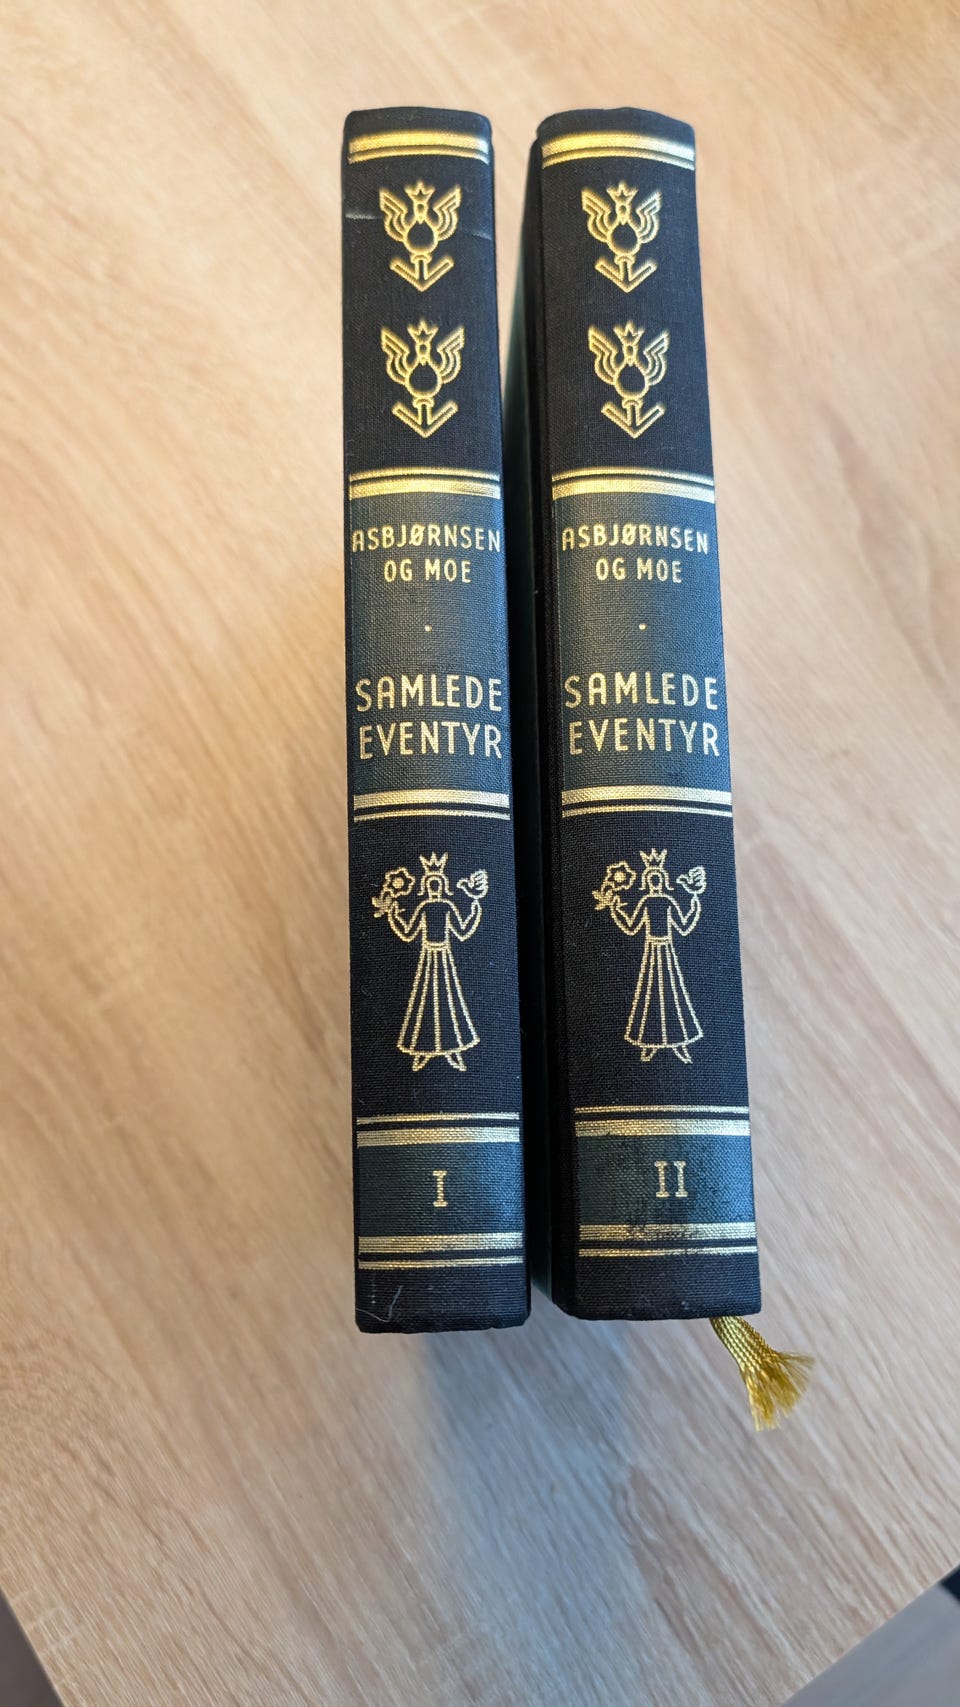 ASBJØRNSEN
OG MOE
·
SAMLEDE
EVENTYR
I
ASBJØRNSEN
OG MOE
·
SAMLEDE
EVENTYR
II